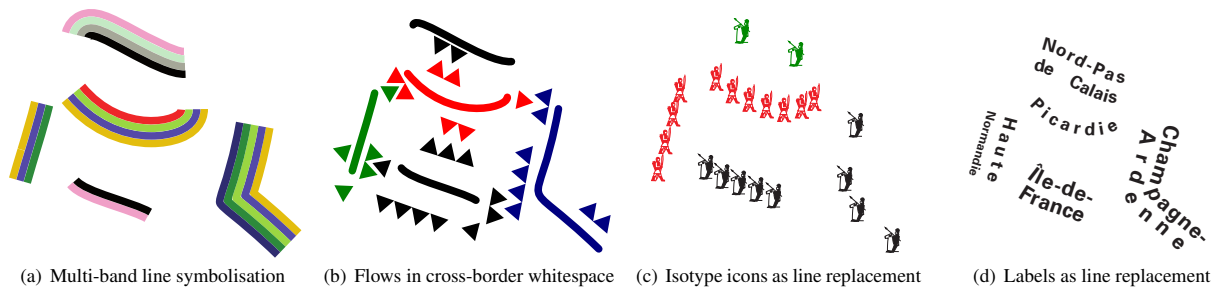 Nord-Pas
de Calais
Picardie
Haute
Normandie
Île-de-
France
Champagne-
Ardenne
(a) Multi-band line symbolisation
(b) Flows in cross-border whitespace
(c) Isotype icons as line replacement
(d) Labels as line replacement